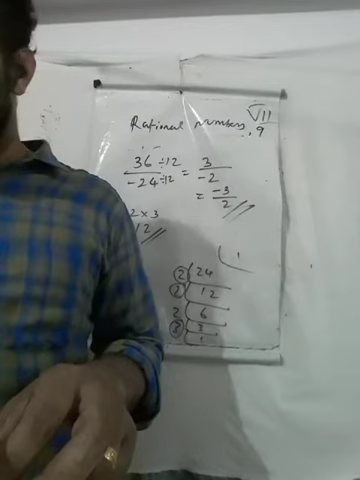 Rational numbers, VII
9
36 ÷12 / -24 ÷12 = 3 / -2
= -3 / 2
2 x 3
12
1
2 24
2 12
2 6
3 3
1